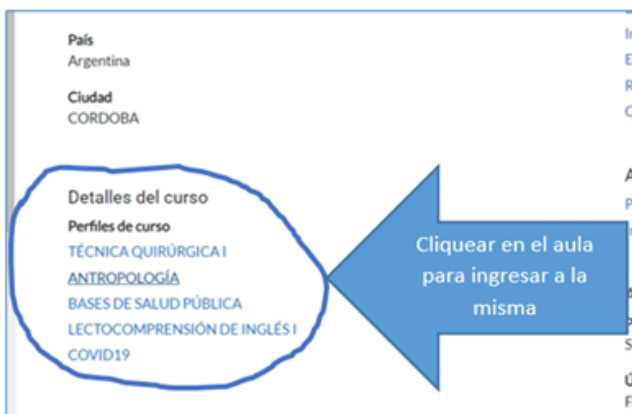 País
Argentina
Ciudad
CORDOBA
Detalles del curso
Perfiles de curso
TÉCNICA QUIRÚRGICA I
ANTROPOLOGÍA
BASES DE SALUD PÚBLICA
LECTOCOMPRENSIÓN DE INGLÉS I
COVID19
Cliquear en el aula
para ingresar a la
misma